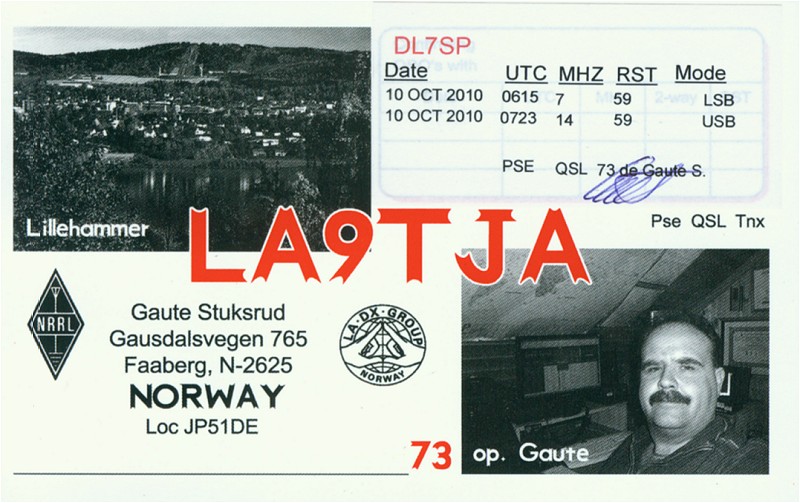 DL7SP
Date UTC MHZ RST Mode
10 OCT 2010 0615 7 59 LSB
10 OCT 2010 0723 14 59 USB
PSE QSL 73 de Gaute S.
Pse QSL Tnx
Lillehammer
LA9TJA
NRRL
Gaute Stuksrud
Gausdalsvegen 765
Faaberg, N-2625
NORWAY
Loc JP51DE
LA·DX·GROUP
NORWAY
73 op. Gaute